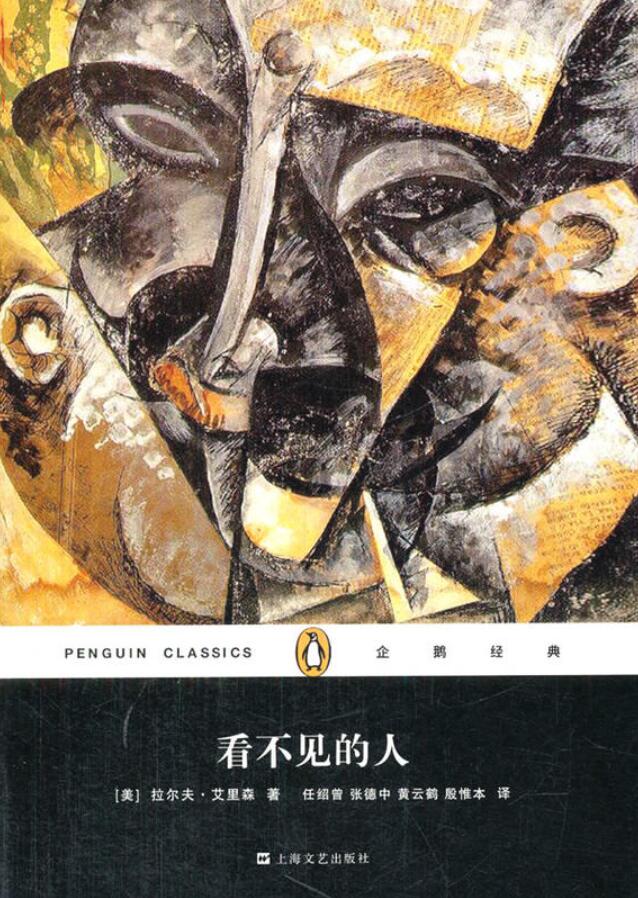 PENGUIN CLASSICS 企鹅经典
看不见的人
[美] 拉尔夫·艾里森 著 任绍曾 张德中 黄云鹤 殷惟本 译
上海文艺出版社